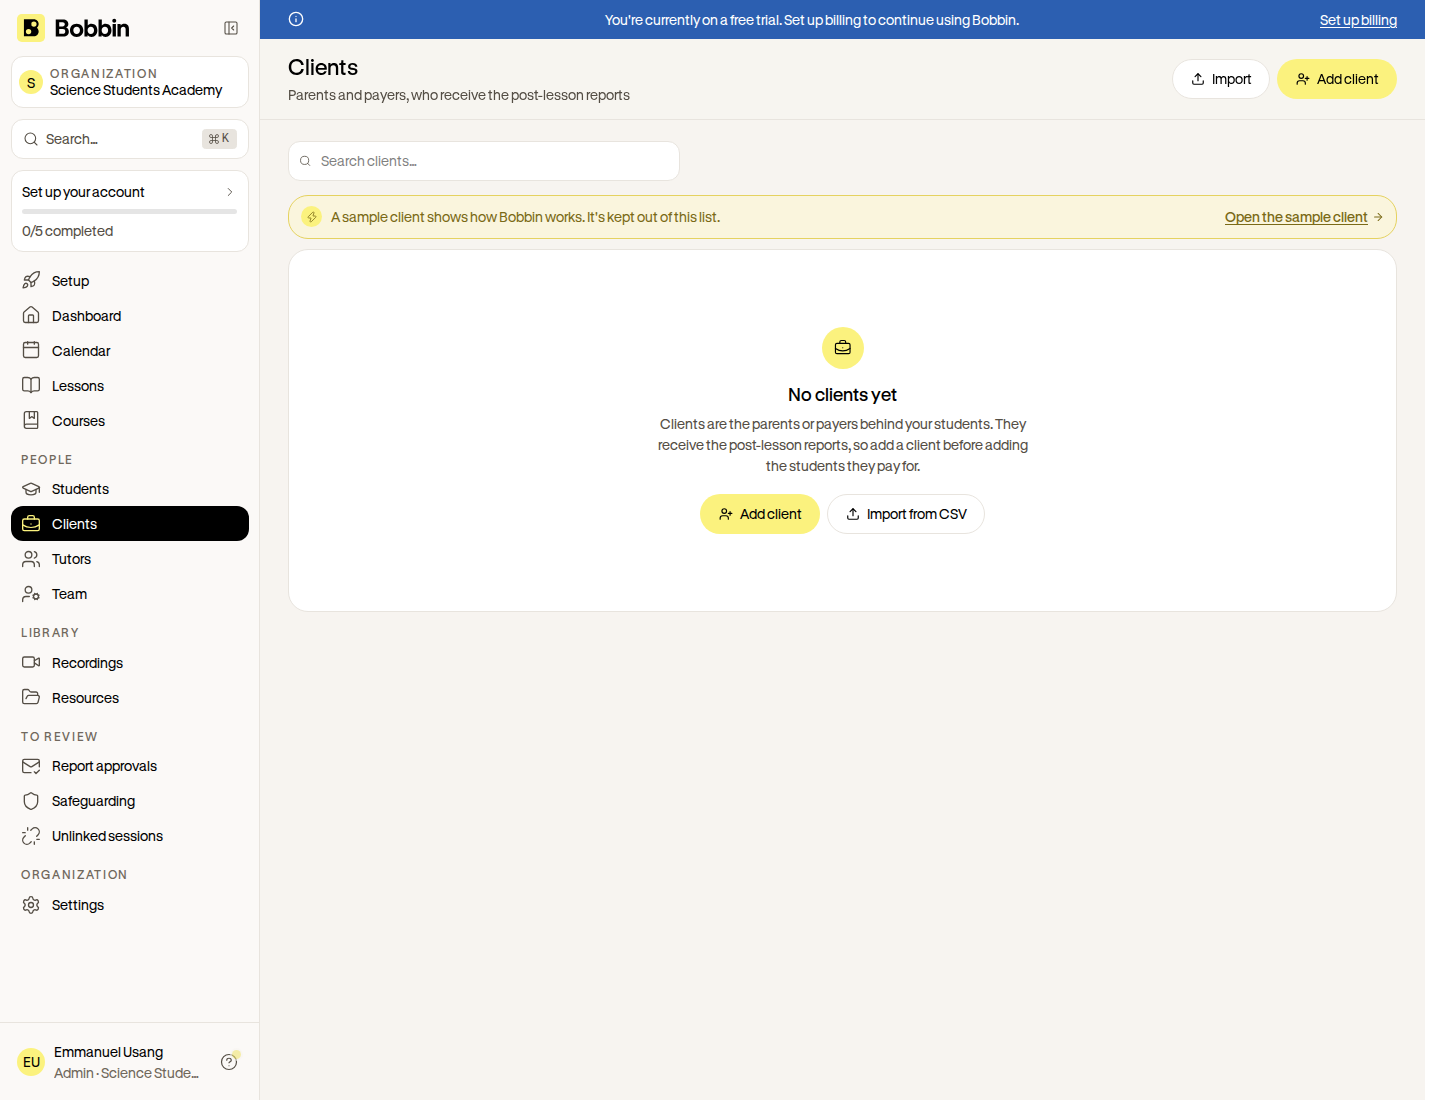 Bobbin
ORGANIZATION
S
Science Students Academy
Search...
⌘ K
Set up your account
0/5 completed
Setup
Dashboard
Calendar
Lessons
Courses
PEOPLE
Students
Clients
Tutors
Team
LIBRARY
Recordings
Resources
TO REVIEW
Report approvals
Safeguarding
Unlinked sessions
ORGANIZATION
Settings
EU
Emmanuel Usang
Admin · Science Stude...
You're currently on a free trial. Set up billing to continue using Bobbin.
Set up billing
Clients
Parents and payers, who receive the post-lesson reports
Import
Add client
Search clients...
A sample client shows how Bobbin works. It's kept out of this list.
Open the sample client
No clients yet
Clients are the parents or payers behind your students. They
receive the post-lesson reports, so add a client before adding
the students they pay for.
Add client
Import from CSV